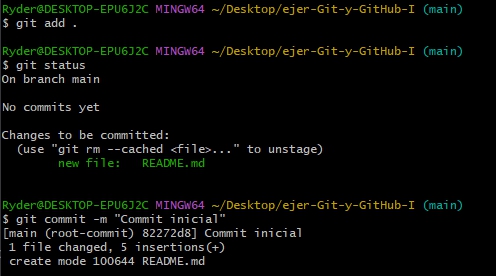 Ryder@DESKTOP-EPU6J2C MINGW64 ~/Desktop/ejer-Git-y-GitHub-I (main)
$ git add .
Ryder@DESKTOP-EPU6J2C MINGW64 ~/Desktop/ejer-Git-y-GitHub-I (main)
$ git status
On branch main
No commits yet
Changes to be committed:
  (use "git rm --cached <file>..." to unstage)
        new file:   README.md
Ryder@DESKTOP-EPU6J2C MINGW64 ~/Desktop/ejer-Git-y-GitHub-I (main)
$ git commit -m "Commit inicial"
[main (root-commit) 82272d8] Commit inicial
 1 file changed, 5 insertions(+)
 create mode 100644 README.md